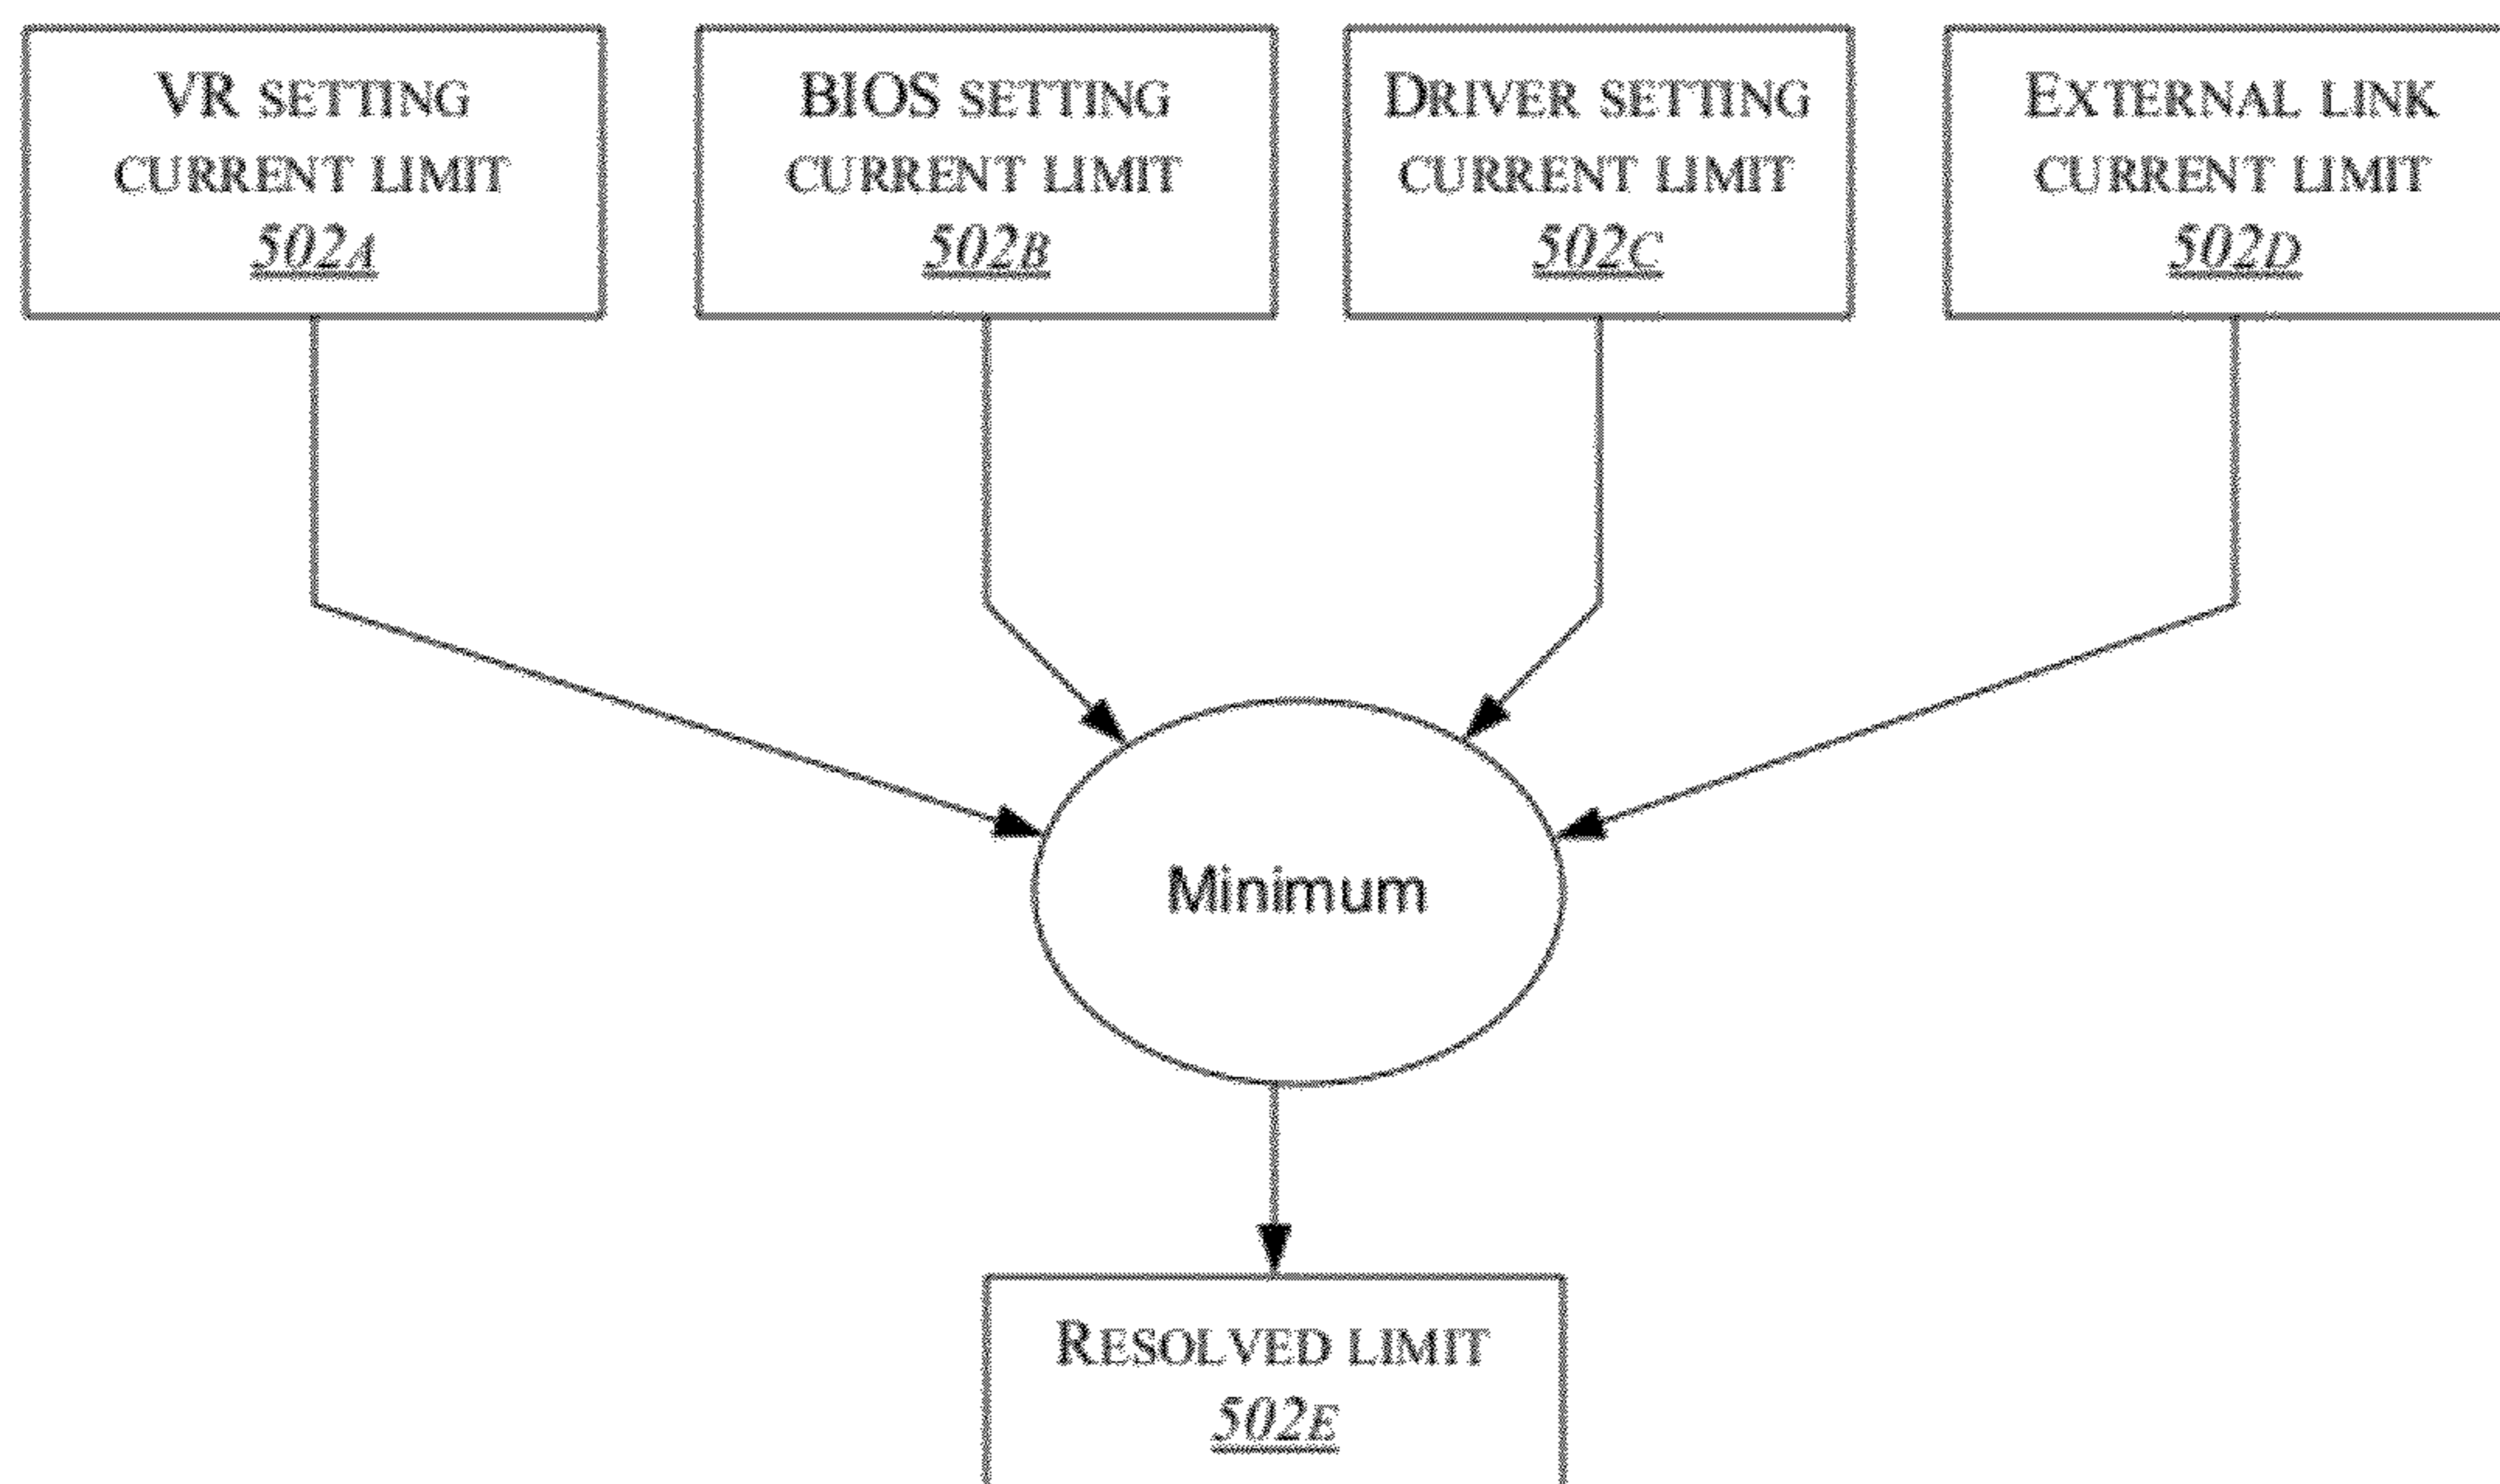 VR SETTING
CURRENT LIMIT
502A
BIOS SETTING
CURRENT LIMIT
502B
DRIVER SETTING
CURRENT LIMIT
502C
EXTERNAL LINK
CURRENT LIMIT
502D
Minimum
RESOLVED LIMIT
502E